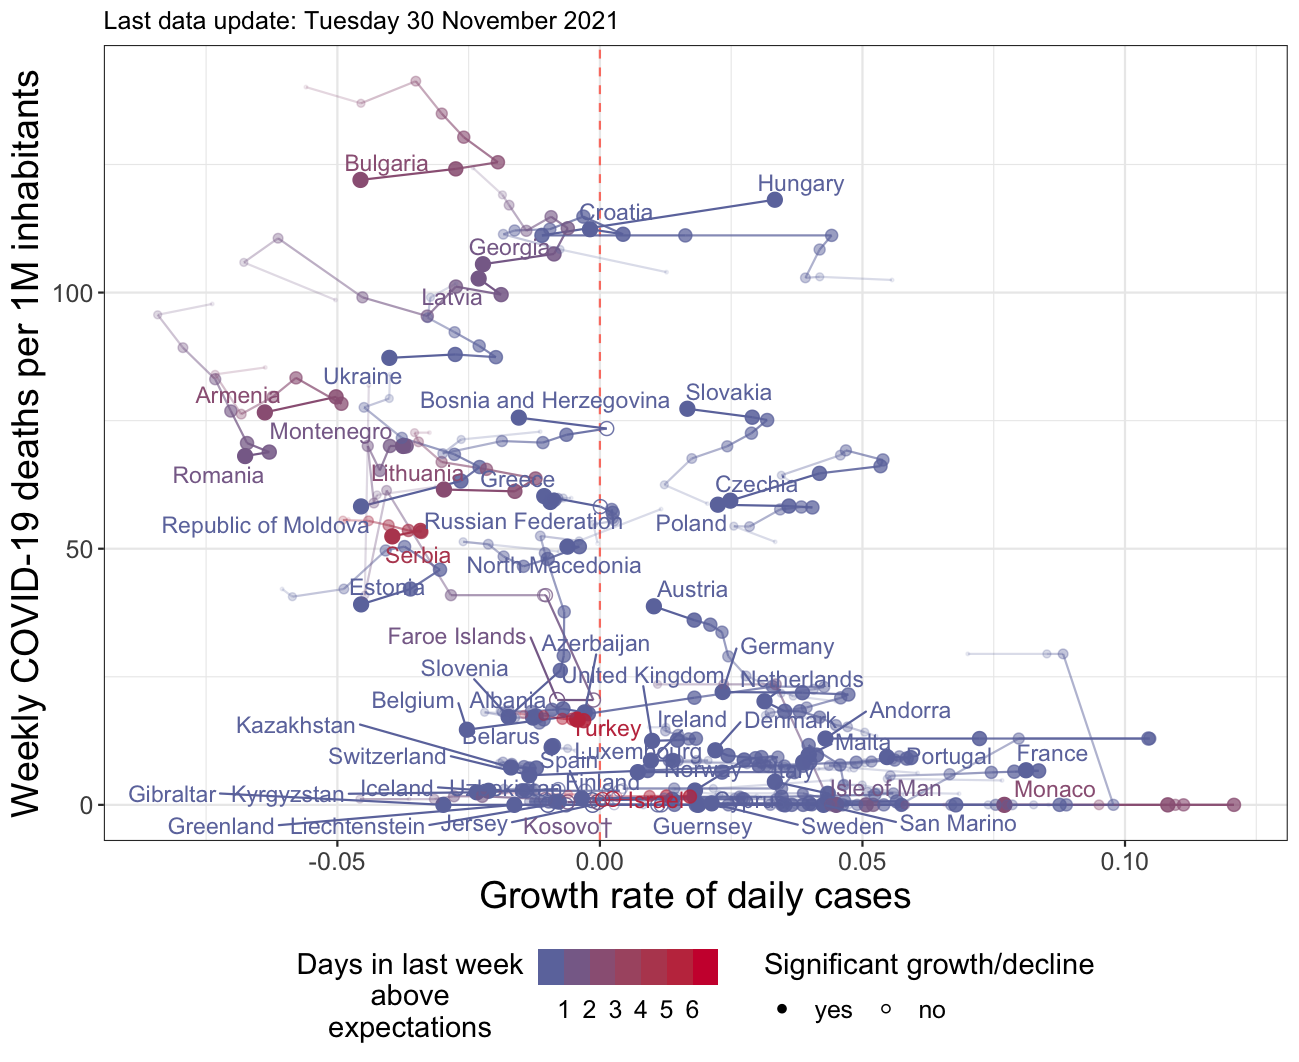 Last data update: Tuesday 30 November 2021
Weekly COVID-19 deaths per 1M inhabitants
Bulgaria
Hungary
Croatia
Georgia
100
Latvia
Ukraine
Armenia
Bosnia and Herzegovina
Slovakia
Montenegro
Romania
Lithuania
Greece
Czechia
Republic of Moldova
Russian Federation
Poland
50
Serbia
North Macedonia
Estonia
Austria
Faroe Islands
Azerbaijan
Germany
Slovenia
United Kingdom
Netherlands
Belgium
Albania
Andorra
Kazakhstan
Turkey
Ireland
Denmark
Belarus
Malta
Switzerland
Spain
Luxembourg
Portugal
France
Norway
Italy
Gibraltar
Kyrgyzstan
Iceland
Uzbekistan
Finland
Isle of Man
Monaco
0
Israel
Cyprus
Greenland
Liechtenstein
Jersey
Kosovo†
Guernsey
Sweden
San Marino
-0.05 0.00 0.05 0.10
Growth rate of daily cases
Days in last week
above
expectations
1 2 3 4 5 6
Significant growth/decline
yes no